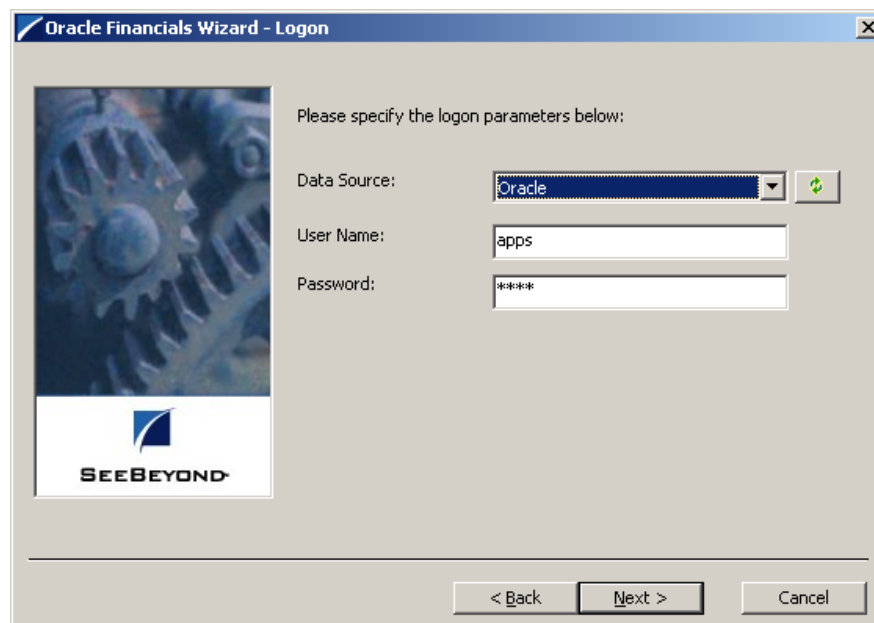 Oracle Financials Wizard - Logon
Please specify the logon parameters below:
Data Source:
Oracle
User Name:
apps
Password:
****
SEEBEYOND
< Back
Next >
Cancel